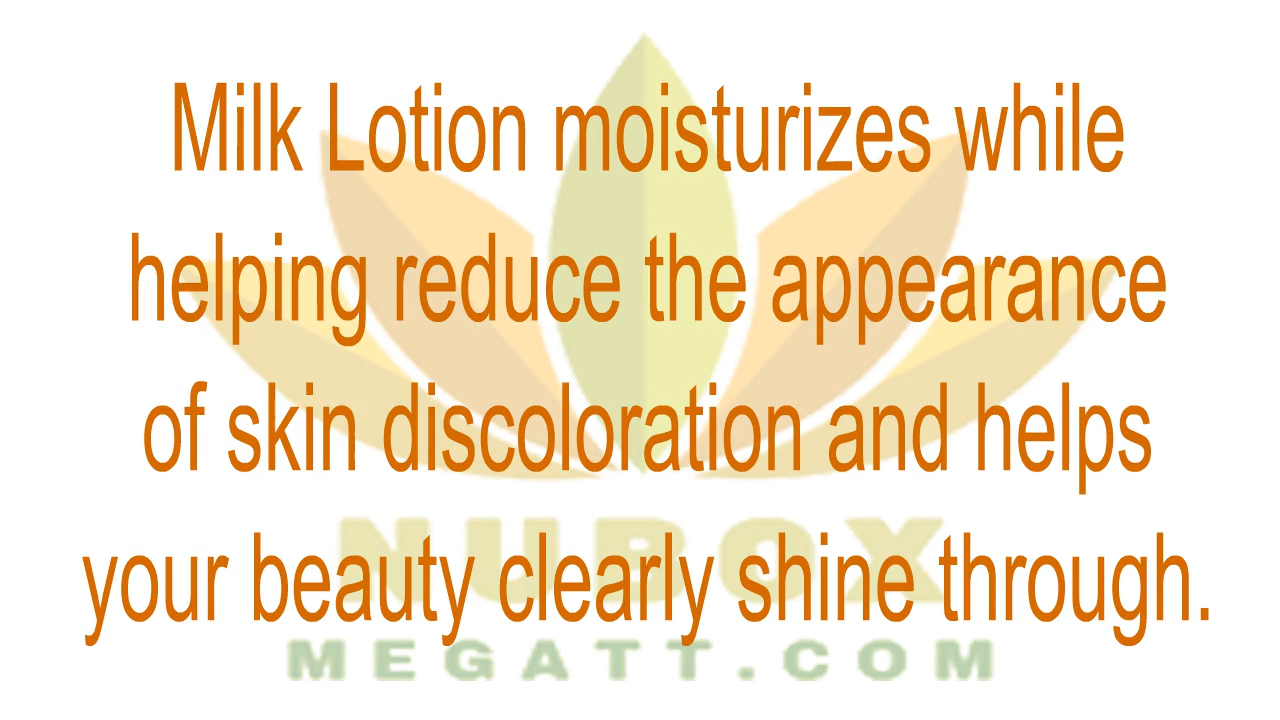 Milk Lotion moisturizes while
helping reduce the appearance
of skin discoloration and helps
your beauty clearly shine through.
NUBOX
MEGATT.COM